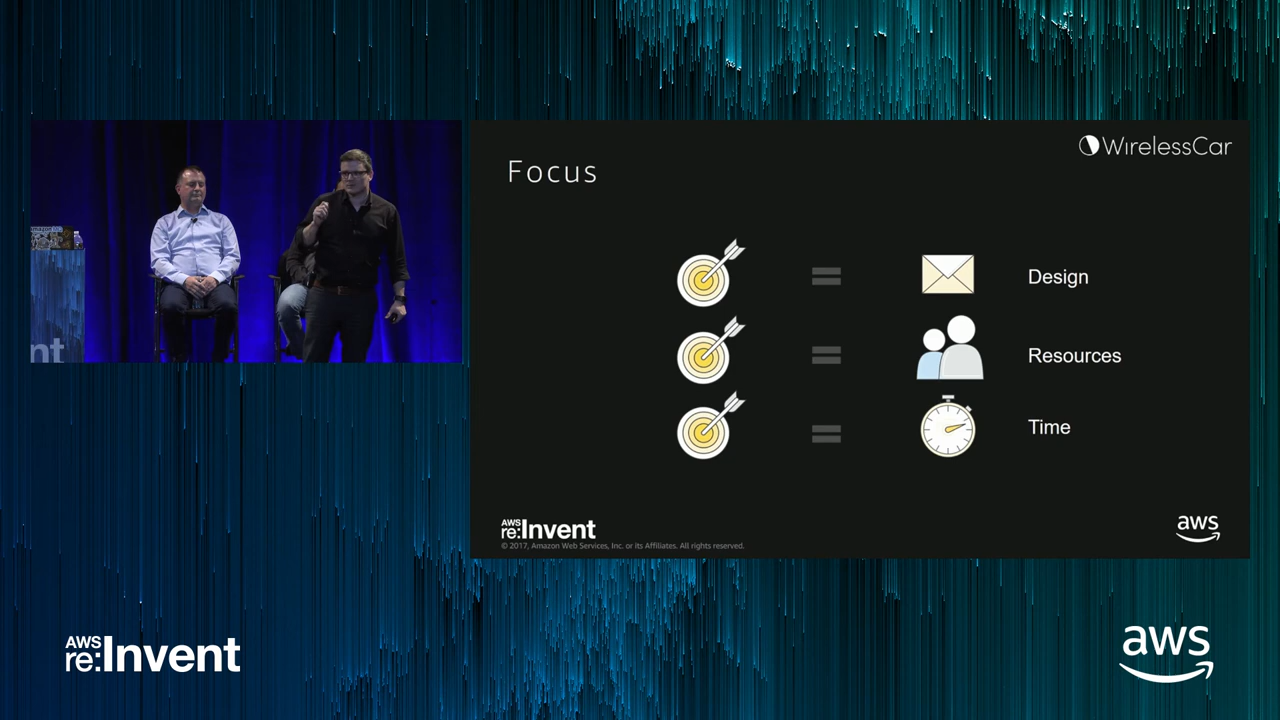 WirelessCar
Focus
Design
Resources
Time
AWS
re:Invent
© 2017, Amazon Web Services, Inc. or its Affiliates. All rights reserved.
aws
nt
AWS
re:Invent
aws